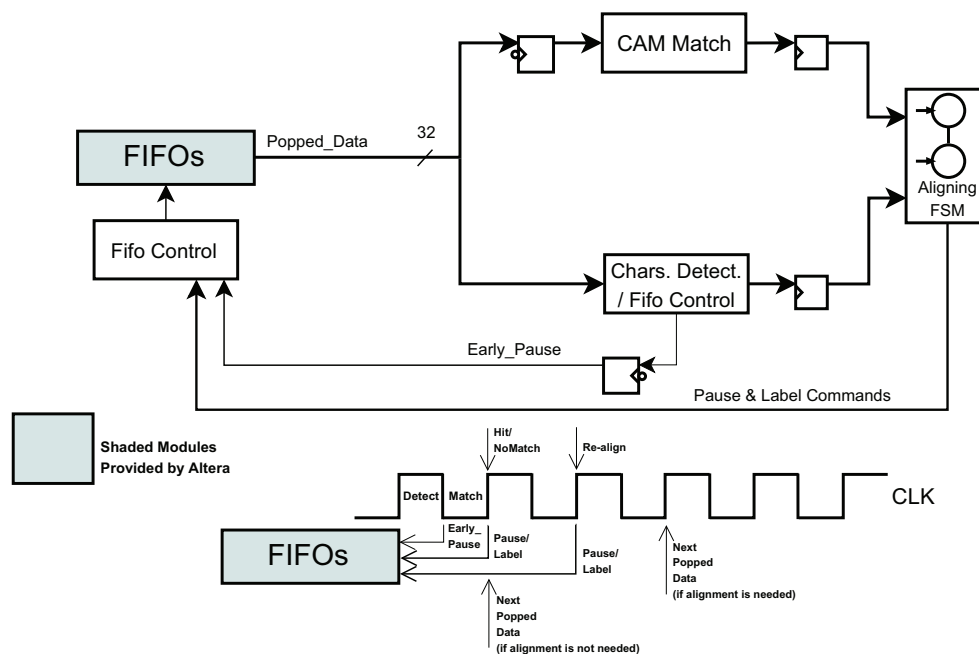 CAM Match
32
Popped_Data
FIFOs
Aligning
FSM
Fifo Control
Chars. Detect.
/ Fifo Control
Early_Pause
Pause & Label Commands
Shaded Modules
Provided by Altera
Hit/
NoMatch
Re-align
Detect
Match
CLK
Early_
Pause
FIFOs
Pause/
Label
Pause/
Label
Next
Popped
Data
(if alignment is needed)
Next
Popped
Data
(if alignment is not needed)